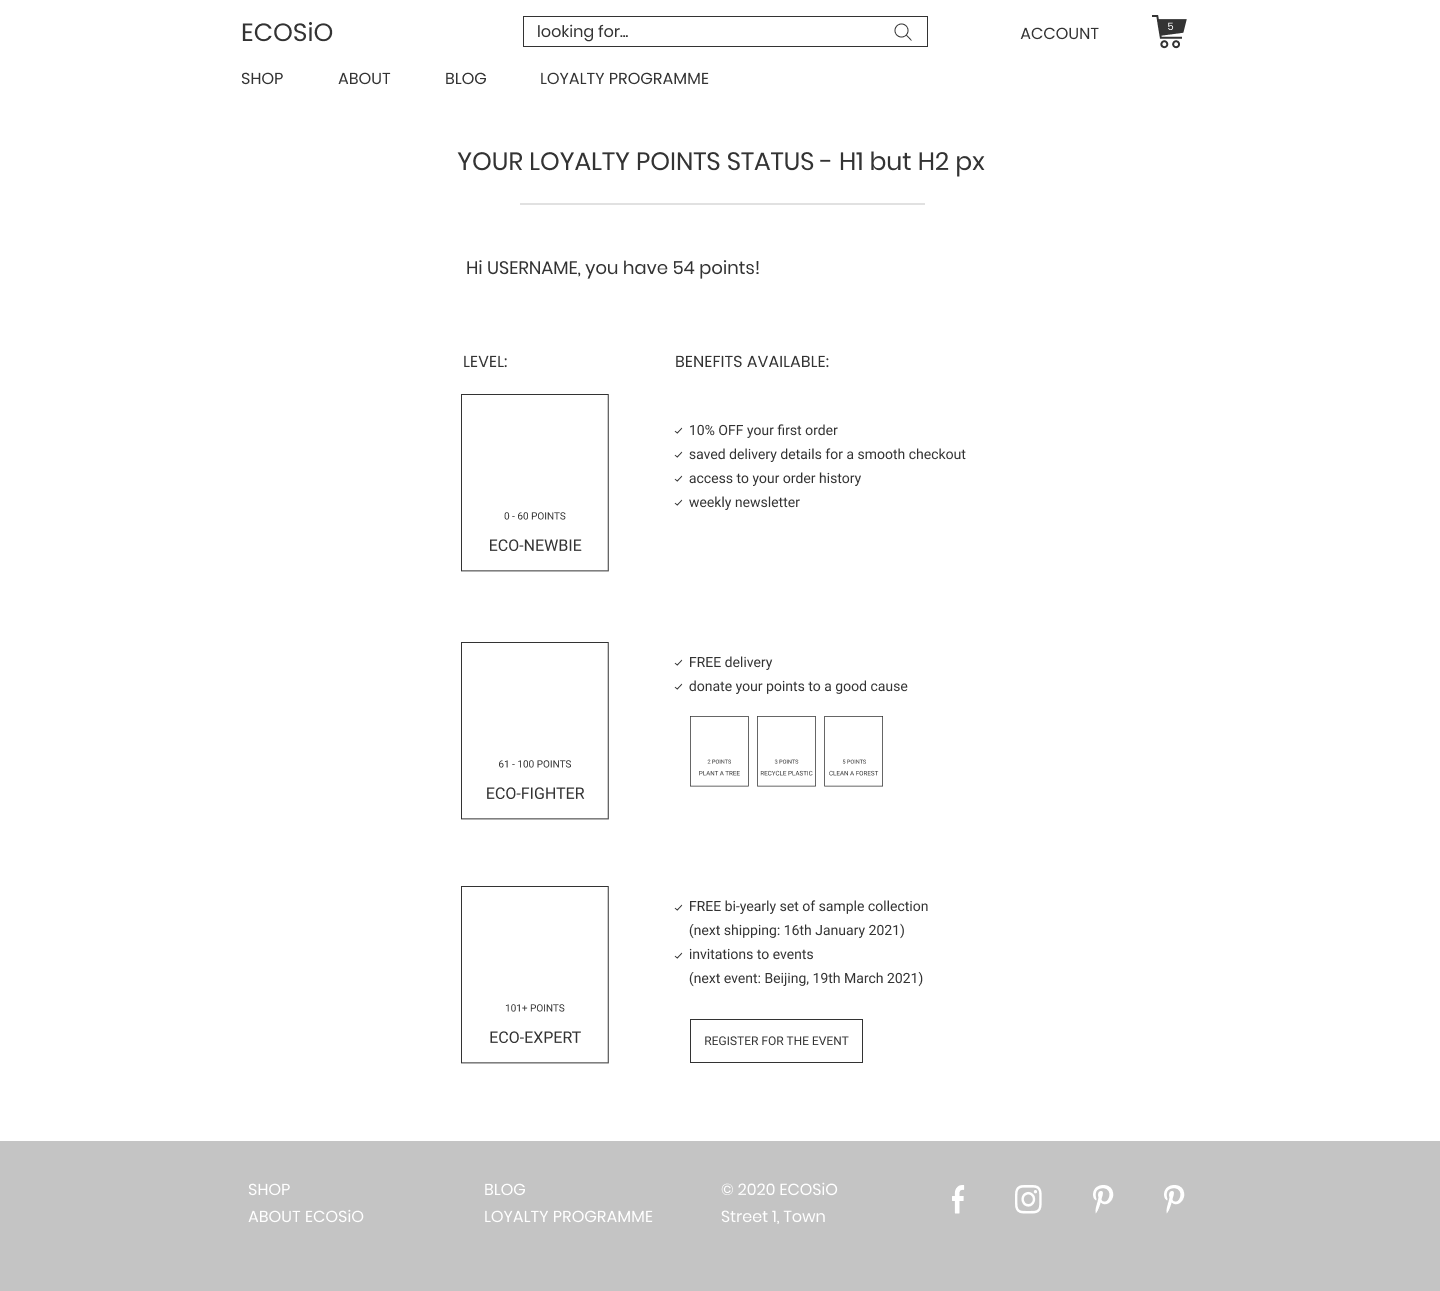 ECOSiO
looking for...
ACCOUNT
5
SHOP
ABOUT
BLOG
LOYALTY PROGRAMME
YOUR LOYALTY POINTS STATUS - H1 but H2 px
Hi USERNAME, you have 54 points!
LEVEL:
BENEFITS AVAILABLE:
0 - 60 POINTS
ECO-NEWBIE
10% OFF your first order
saved delivery details for a smooth checkout
access to your order history
weekly newsletter
61 - 100 POINTS
ECO-FIGHTER
FREE delivery
donate your points to a good cause
2 POINTS
PLANT A TREE
3 POINTS
RECYCLE PLASTIC
5 POINTS
CLEAN A FOREST
101+ POINTS
ECO-EXPERT
FREE bi-yearly set of sample collection
(next shipping: 16th January 2021)
invitations to events
(next event: Beijing, 19th March 2021)
REGISTER FOR THE EVENT
SHOP
ABOUT ECOSiO
BLOG
LOYALTY PROGRAMME
© 2020 ECOSiO
Street 1, Town